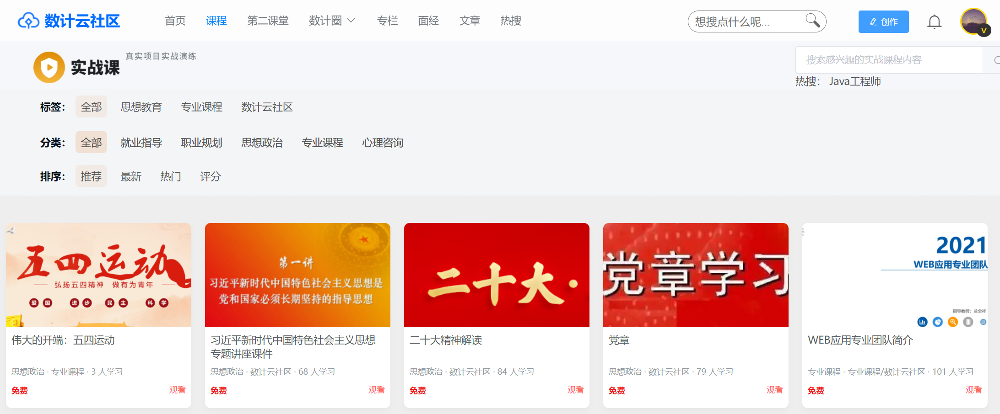 数计云社区
首页 课程 第二课堂 数计圈 专栏 面经 文章 热搜
想搜点什么呢...
创作
V
实战课
真实项目实战演练
搜索感兴趣的实战课程内容
热搜： Java工程师
标签： 全部 思想教育 专业课程 数计云社区
分类： 全部 就业指导 职业规划 思想政治 专业课程 心理咨询
排序： 推荐 最新 热门 评分
五四运动
弘扬五四精神 做有为青年
爱国 进步 民主 科学
伟大的开端：五四运动
思想政治 · 专业课程 · 3 人学习
免费 观看
第一讲
习近平新时代中国特色社会主义思想是
党和国家必须长期坚持的指导思想
习近平新时代中国特色社会主义思想
专题讲座课件
思想政治 · 数计云社区 · 68 人学习
免费 观看
二十大·
二十大精神解读
思想政治 · 数计云社区 · 84 人学习
免费 观看
党章学习
党章
思想政治 · 数计云社区 · 79 人学习
免费 观看
2021
WEB应用专业团队
指导教师：兰全祥
WEB应用专业团队简介
专业课程 · 专业课程/数计云社区 · 101 人学习
免费 观看